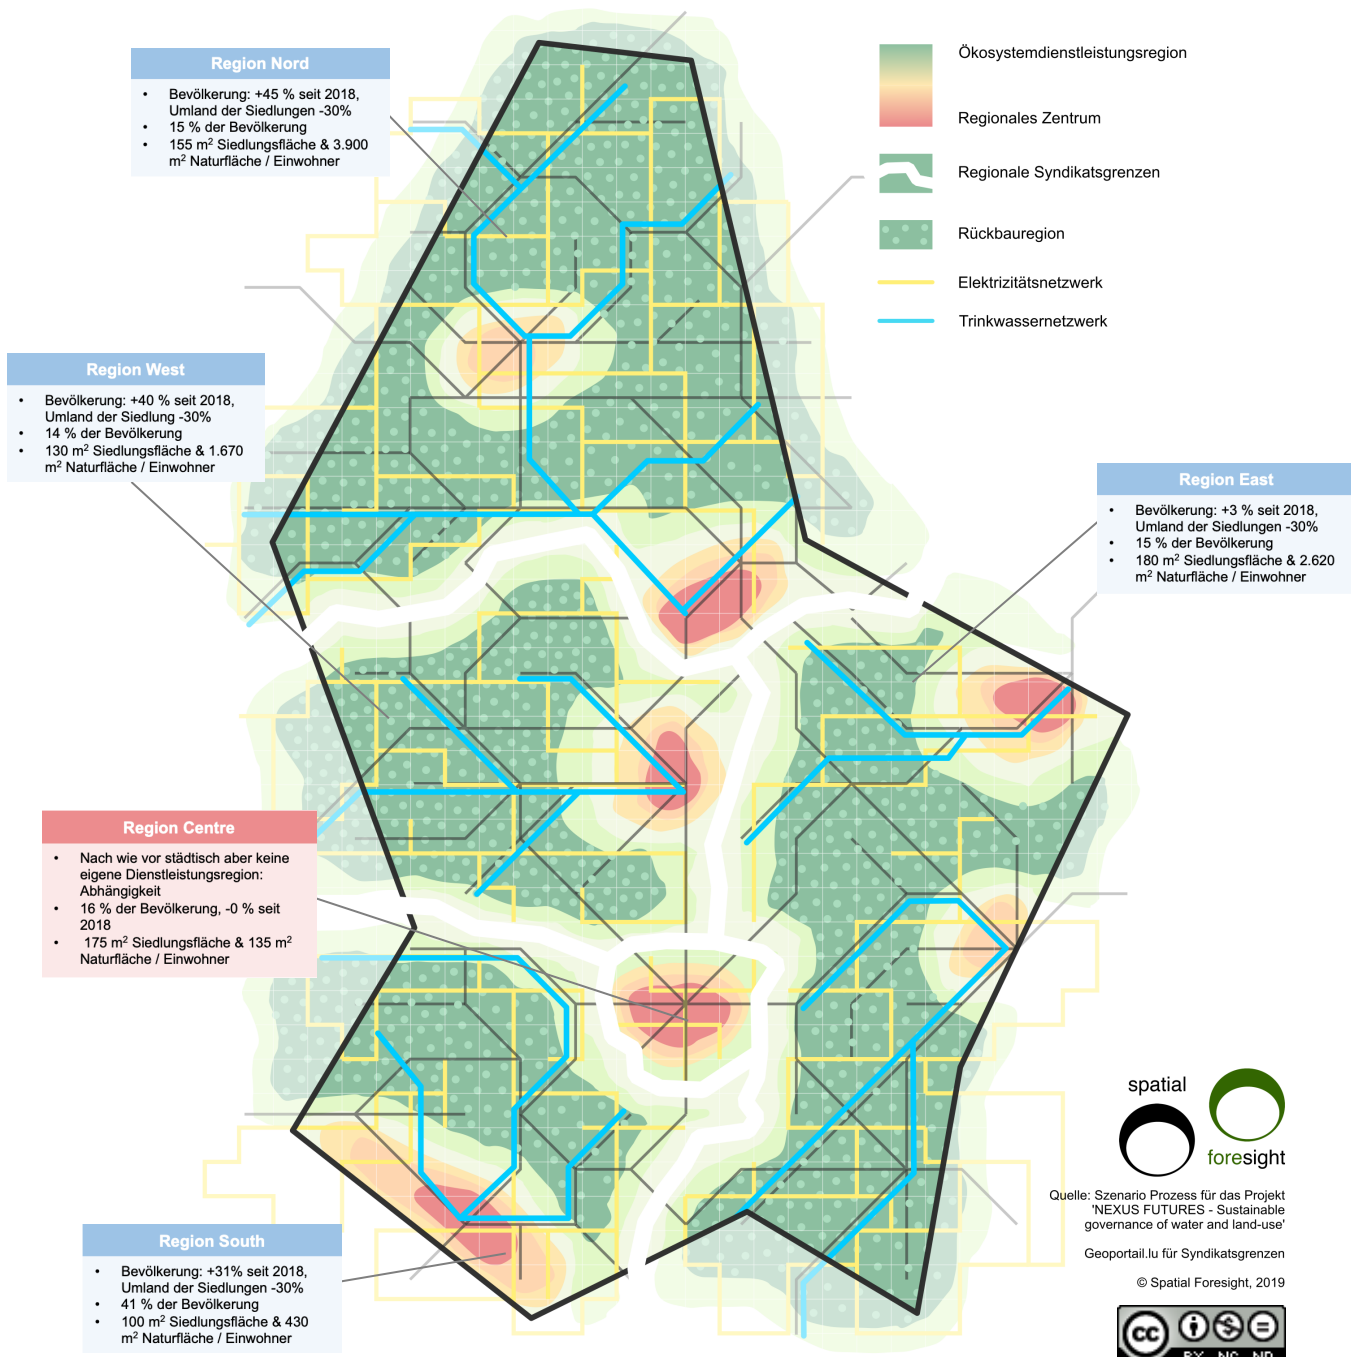 Region Nord
• Bevölkerung: +45 % seit 2018,
Umland der Siedlungen -30%
• 15 % der Bevölkerung
• 155 m² Siedlungsfläche & 3.900
m² Naturfläche / Einwohner
Ökosystemdienstleistungsregion
Regionales Zentrum
Regionale Syndikatsgrenzen
Rückbauregion
Elektrizitätsnetzwerk
Trinkwassernetzwerk
Region West
• Bevölkerung: +40 % seit 2018,
Umland der Siedlung -30%
• 14 % der Bevölkerung
• 130 m² Siedlungsfläche & 1.670
m² Naturfläche / Einwohner
Region East
• Bevölkerung: +3 % seit 2018,
Umland der Siedlungen -30%
• 15 % der Bevölkerung
• 180 m² Siedlungsfläche & 2.620
m² Naturfläche / Einwohner
Region Centre
• Nach wie vor städtisch aber keine
eigene Dienstleistungsregion:
Abhängigkeit
• 16 % der Bevölkerung, -0 % seit
2018
• 175 m² Siedlungsfläche & 135 m²
Naturfläche / Einwohner
Region South
• Bevölkerung: +31% seit 2018,
Umland der Siedlungen -30%
• 41 % der Bevölkerung
• 100 m² Siedlungsfläche & 430
m² Naturfläche / Einwohner
spatial
foresight
Quelle: Szenario Prozess für das Projekt
'NEXUS FUTURES - Sustainable
governance of water and land-use'
Geoportail.lu für Syndikatsgrenzen
© Spatial Foresight, 2019
cc
BY NC ND